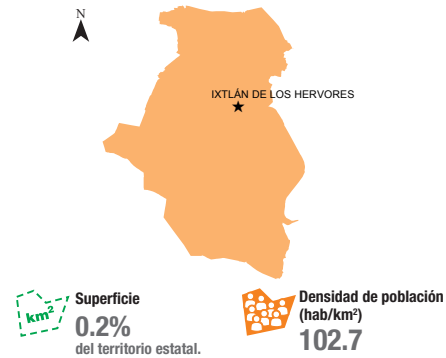 N
IXTLÁN DE LOS HERVORES
km²
Superficie
0.2%
del territorio estatal.
Densidad de población
(hab/km²)
102.7